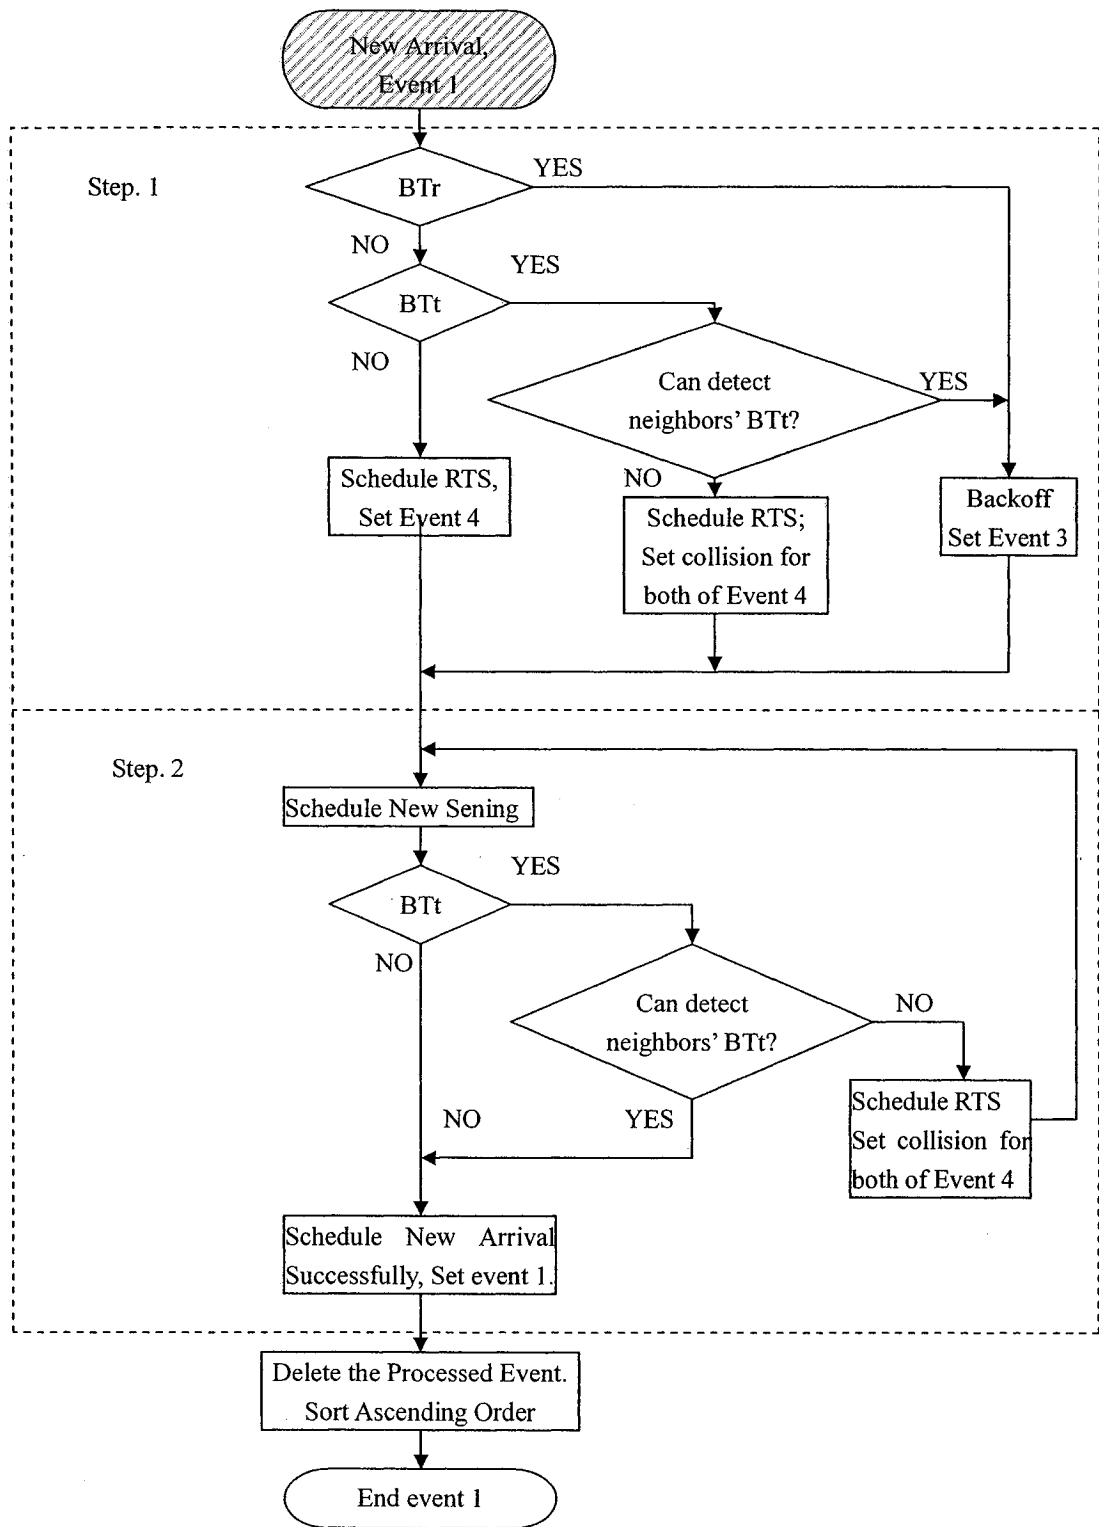 New Arrival,
Event 1
Step. 1
BTr
YES
NO
YES
BTt
NO
Can detect
neighbors' BTt?
YES
NO
Schedule RTS,
Set Event 4
Schedule RTS;
Set collision for
both of Event 4
Backoff
Set Event 3
Step. 2
Schedule New Sening
YES
BTt
NO
Can detect
neighbors' BTt?
NO
NO
YES
Schedule RTS
Set collision for
both of Event 4
Schedule New Arrival
Successfully, Set event 1.
Delete the Processed Event.
Sort Ascending Order
End event 1